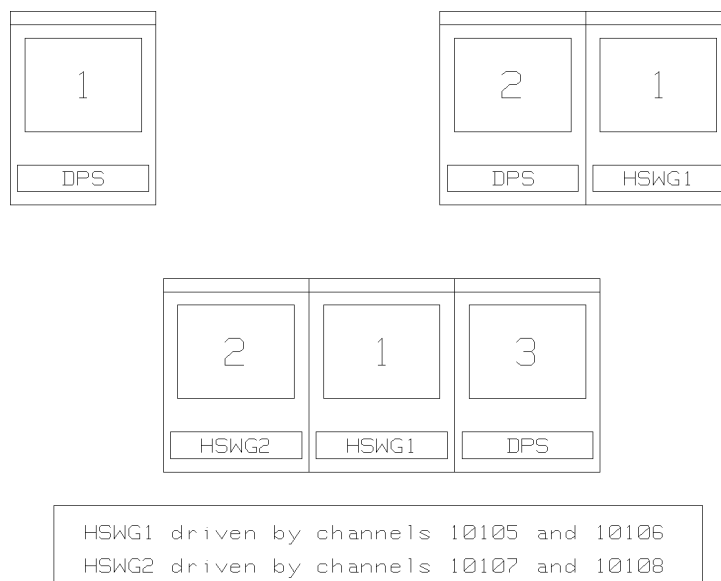 1
DPS
2 1
DPS HSWG1
2 1 3
HSWG2 HSWG1 DPS
HSWG1 driven by channels 10105 and 10106
HSWG2 driven by channels 10107 and 10108